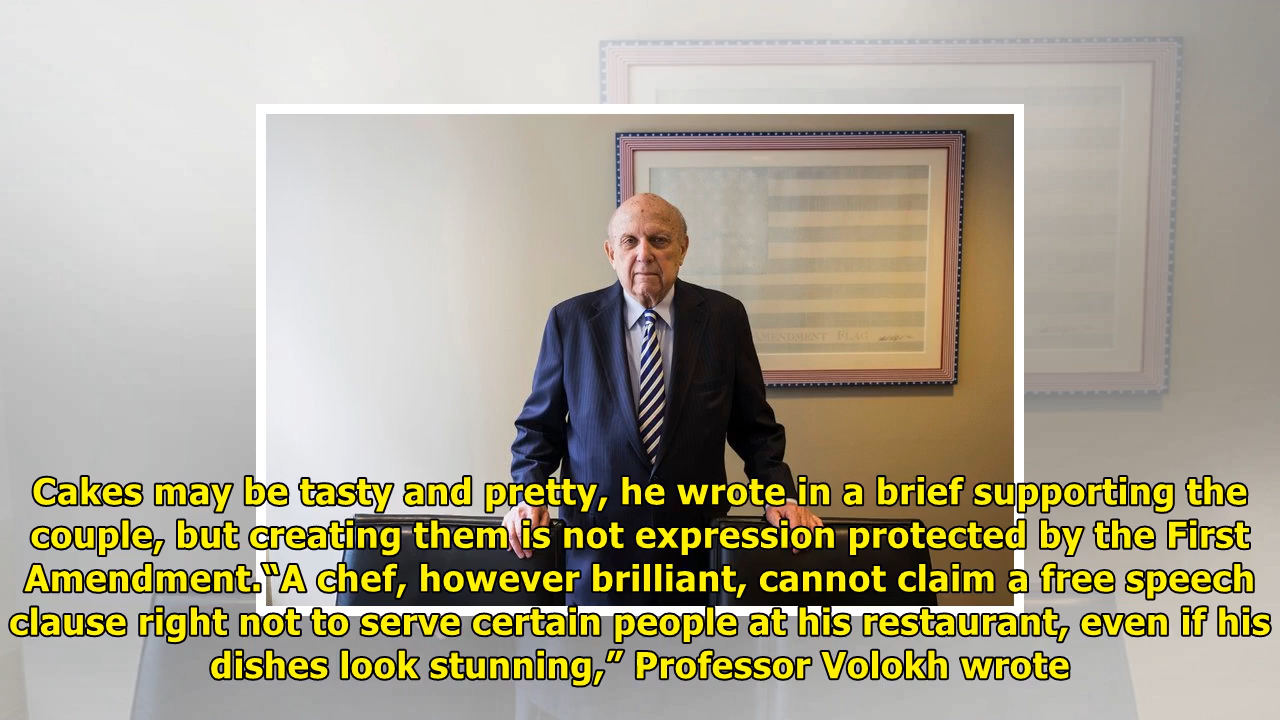 AMENDMENT FLAG
Cakes may be tasty and pretty, he wrote in a brief supporting the
couple, but creating them is not expression protected by the First
Amendment.“A chef, however brilliant, cannot claim a free speech
clause right not to serve certain people at his restaurant, even if his
dishes look stunning,” Professor Volokh wrote